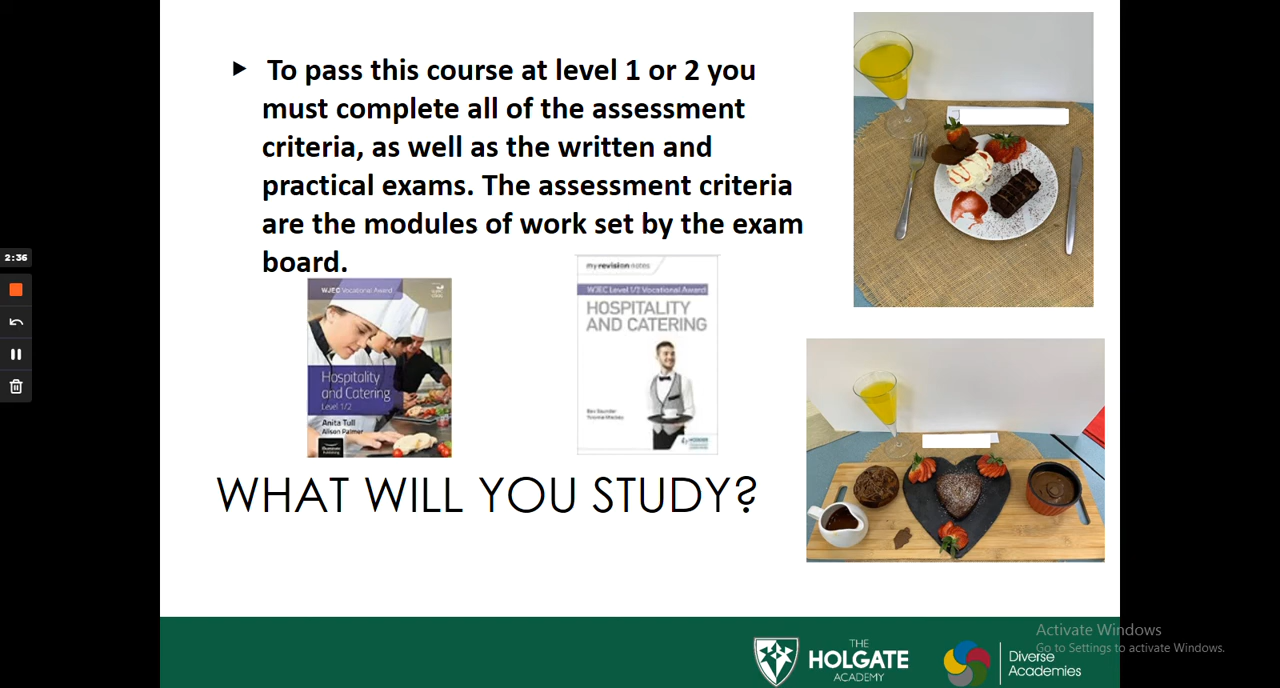 To pass this course at level 1 or 2 you
must complete all of the assessment
criteria, as well as the written and
practical exams. The assessment criteria
are the modules of work set by the exam
board.
2:36
WJEC Vocational Award
Hospitality
and Catering
Level 1/2
Anita Tull
Alison Palmer
my revision notes
WJEC Level 1/2 Vocational Award
HOSPITALITY
AND CATERING
WHAT WILL YOU STUDY?
THE
HOLGATE
ACADEMY
Diverse
Academies
Activate Windows
Go to Settings to activate Windows.